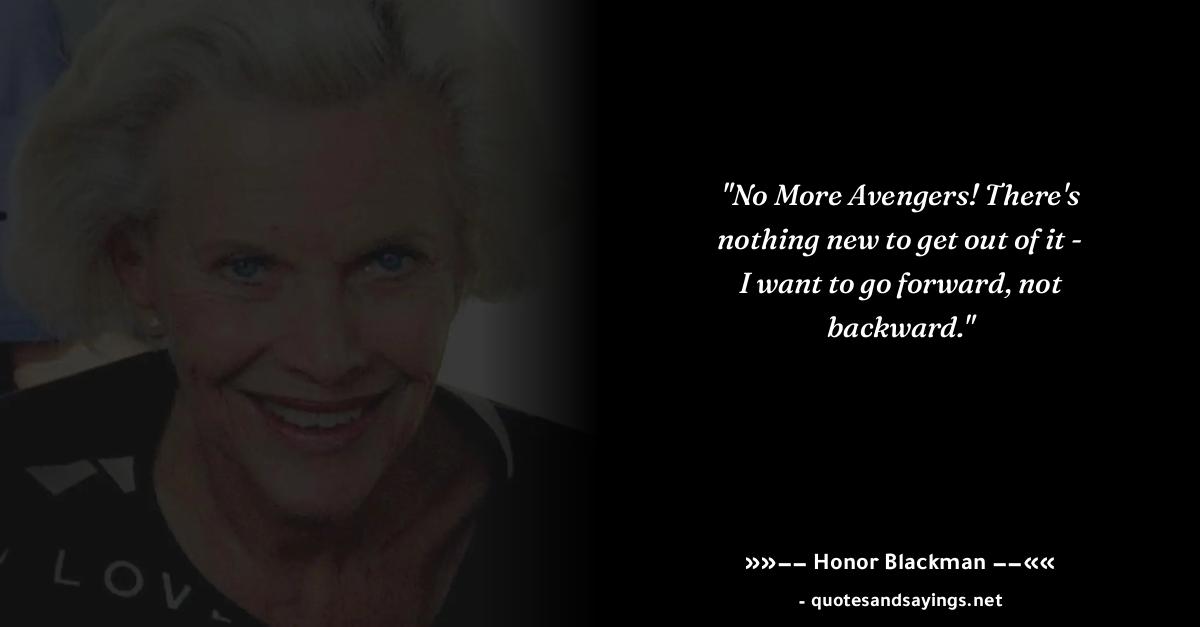 "No More Avengers! There's
nothing new to get out of it -
I want to go forward, not
backward."
LOV
»»−− Honor Blackman −−««
- quotesandsayings.net